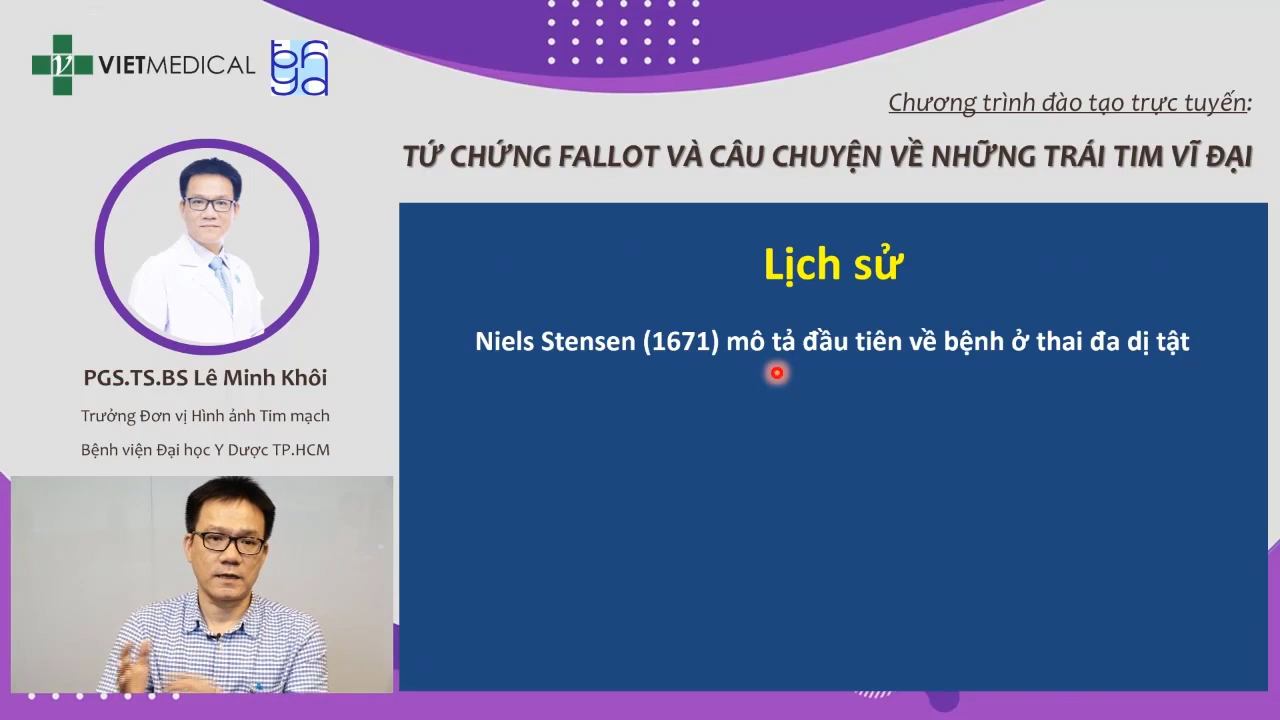 VIETMEDICAL
Chương trình đào tạo trực tuyến:
TỨ CHỨNG FALLOT VÀ CÂU CHUYỆN VỀ NHỮNG TRÁI TIM VĨ ĐẠI
PGS.TS.BS Lê Minh Khôi
Trưởng Đơn vị Hình ảnh Tim mạch
Bệnh viện Đại học Y Dược TP.HCM
Lịch sử
Niels Stensen (1671) mô tả đầu tiên về bệnh ở thai đa dị tật